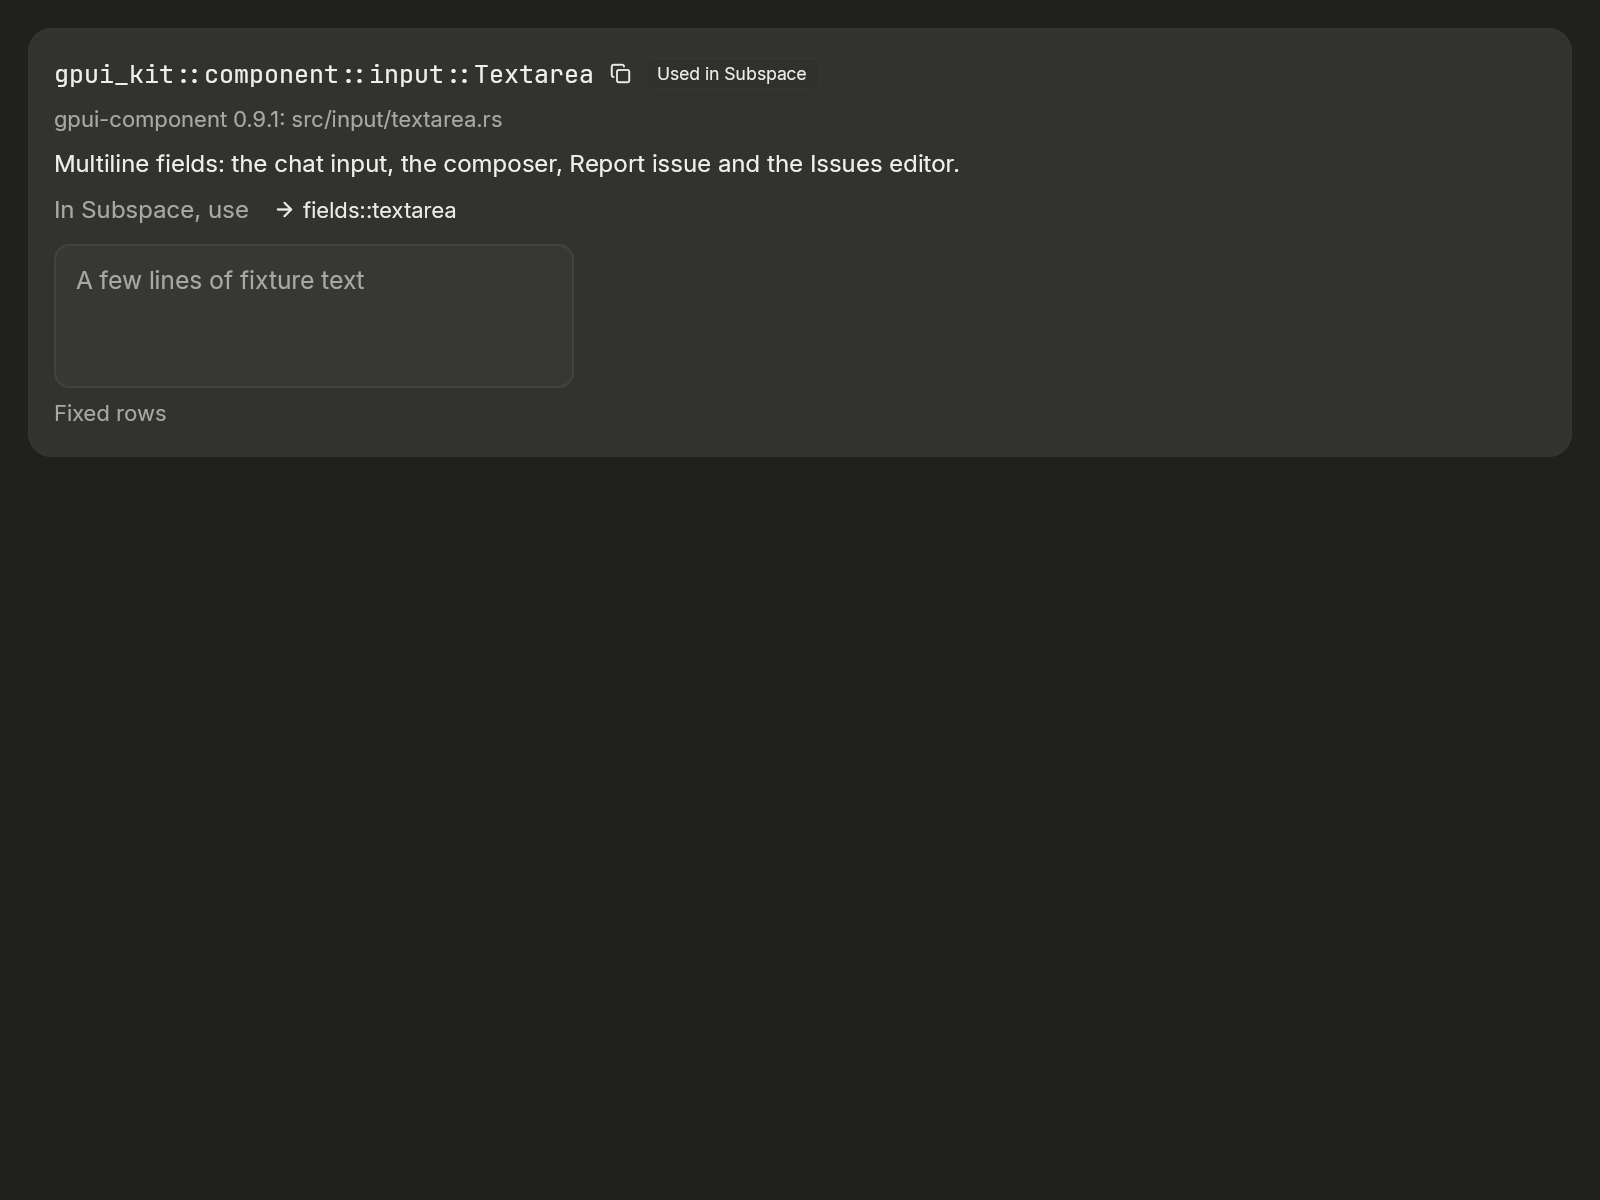 gpui_kit::component::input::Textarea Used in Subspace
gpui-component 0.9.1: src/input/textarea.rs
Multiline fields: the chat input, the composer, Report issue and the Issues editor.
In Subspace, use → fields::textarea
A few lines of fixture text
Fixed rows